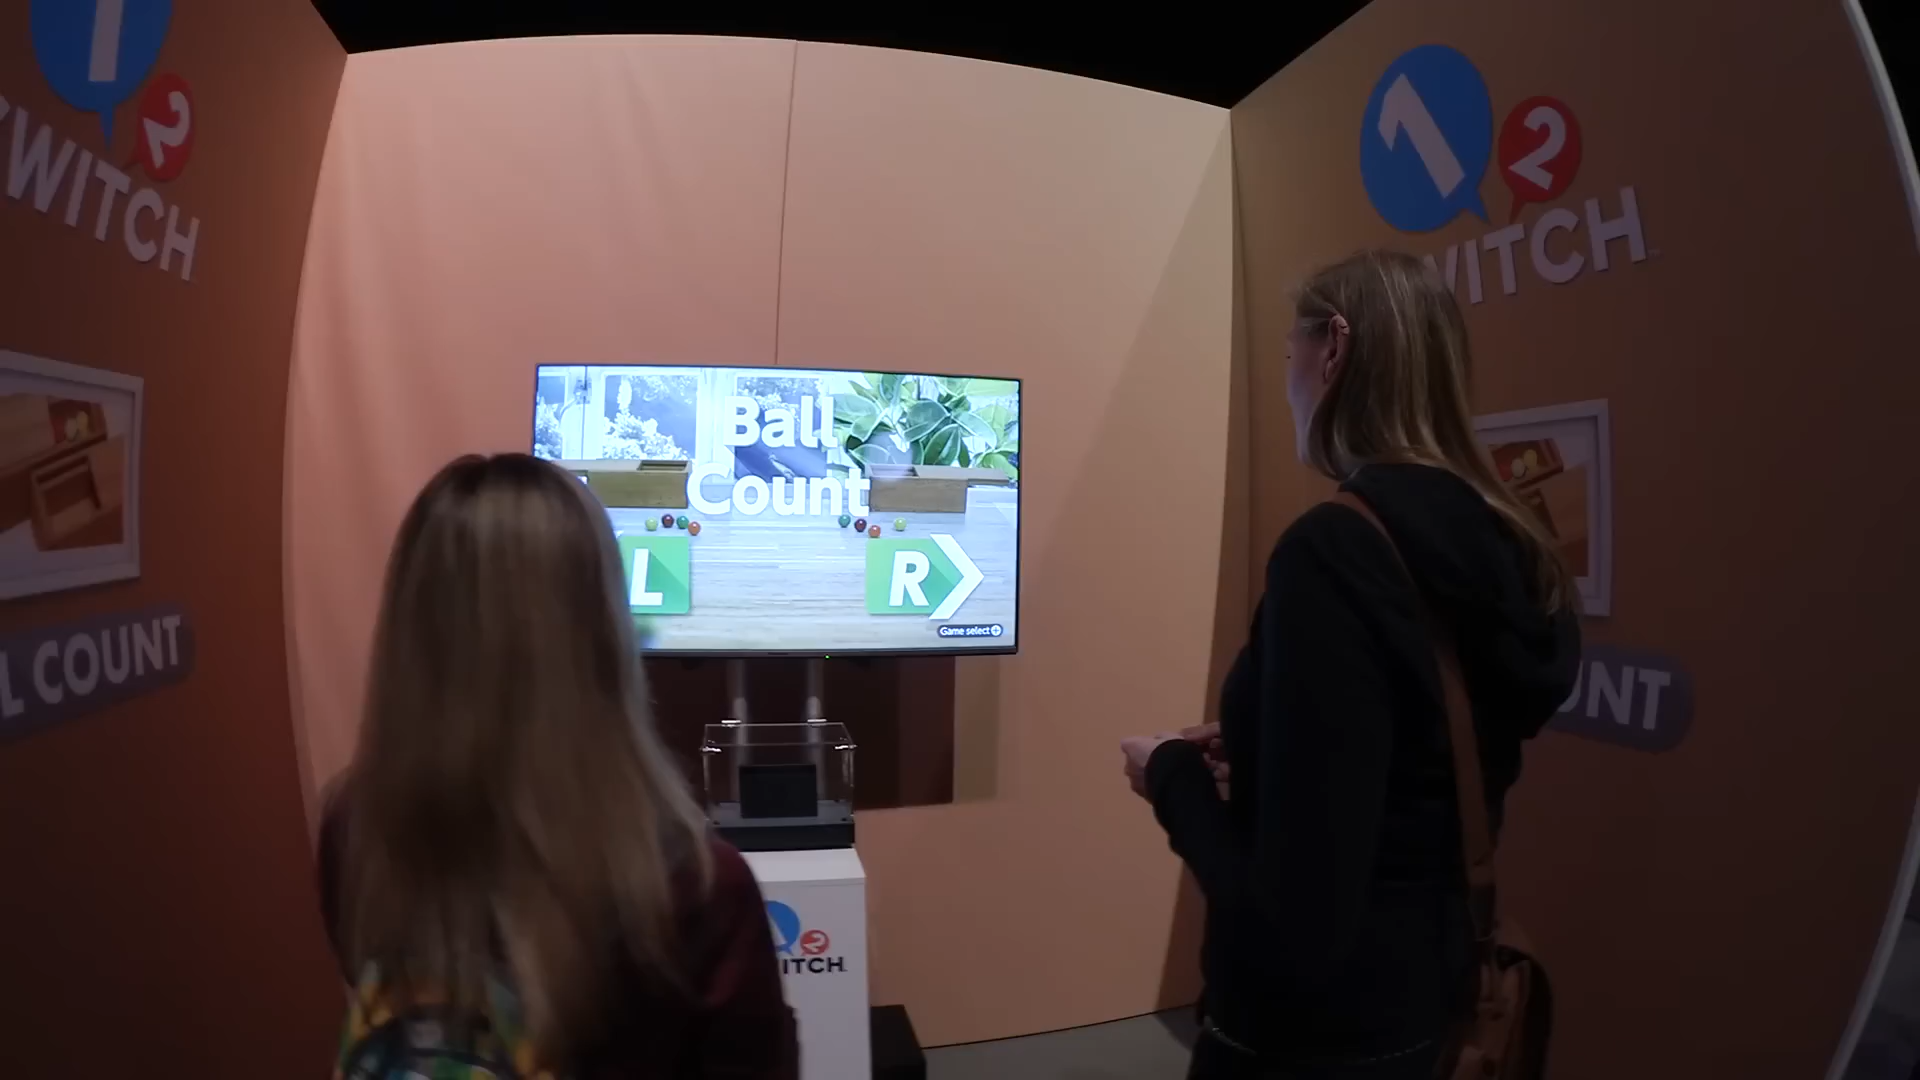 1
2
WITCH
L COUNT
Ball
Count
L
R
Game select
1
2
WITCH
UNT
2
ITCH